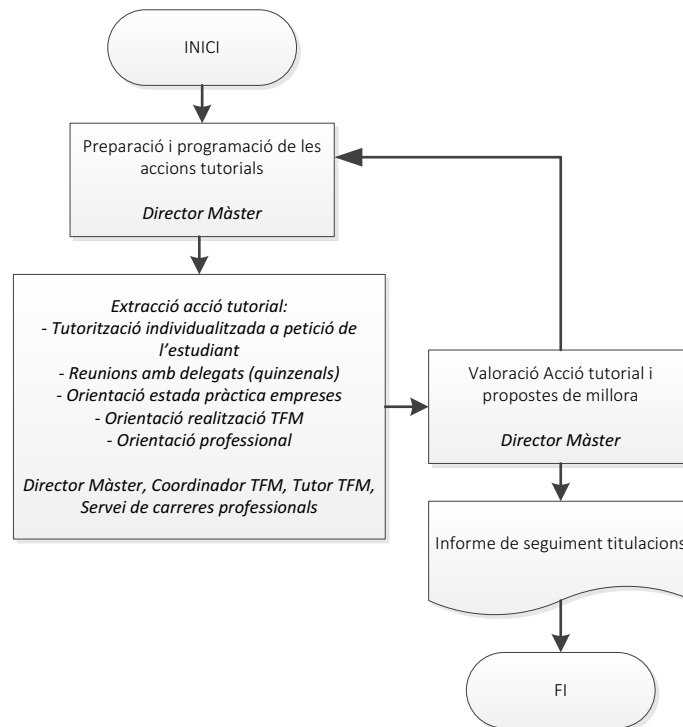 INICI
Preparació i programació de les
accions tutorials
Director Màster
Extracció acció tutorial:
- Tutorització individualitzada a petició de
l’estudiant
- Reunions amb delegats (quinzenals)
- Orientació estada pràctica empreses
- Orientació realització TFM
- Orientació professional
Director Màster, Coordinador TFM, Tutor TFM,
Servei de carreres professionals
Valoració Acció tutorial i
propostes de millora
Director Màster
Informe de seguiment titulacions
FI